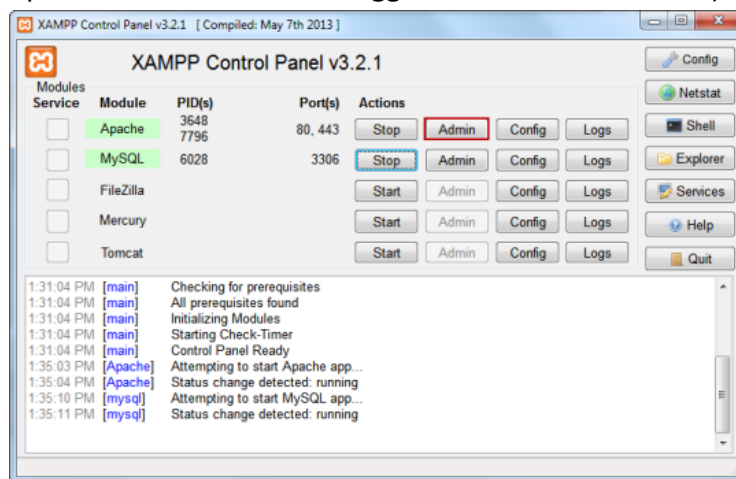 XAMPP Control Panel v3.2.1 [ Compiled: May 7th 2013 ]
XAMPP Control Panel v3.2.1
Config
Modules
Service Module PID(s) Port(s) Actions
Netstat
Apache 3648 7796 80, 443 Stop Admin Config Logs
Shell
MySQL 6028 3306 Stop Admin Config Logs
Explorer
FileZilla Start Admin Config Logs
Services
Mercury Start Admin Config Logs
Help
Tomcat Start Admin Config Logs
Quit
1:31:04 PM [main] Checking for prerequisites
1:31:04 PM [main] All prerequisites found
1:31:04 PM [main] Initializing Modules
1:31:04 PM [main] Starting Check-Timer
1:31:04 PM [main] Control Panel Ready
1:35:03 PM [Apache] Attempting to start Apache app...
1:35:04 PM [Apache] Status change detected: running
1:35:10 PM [mysql] Attempting to start MySQL app...
1:35:11 PM [mysql] Status change detected: running